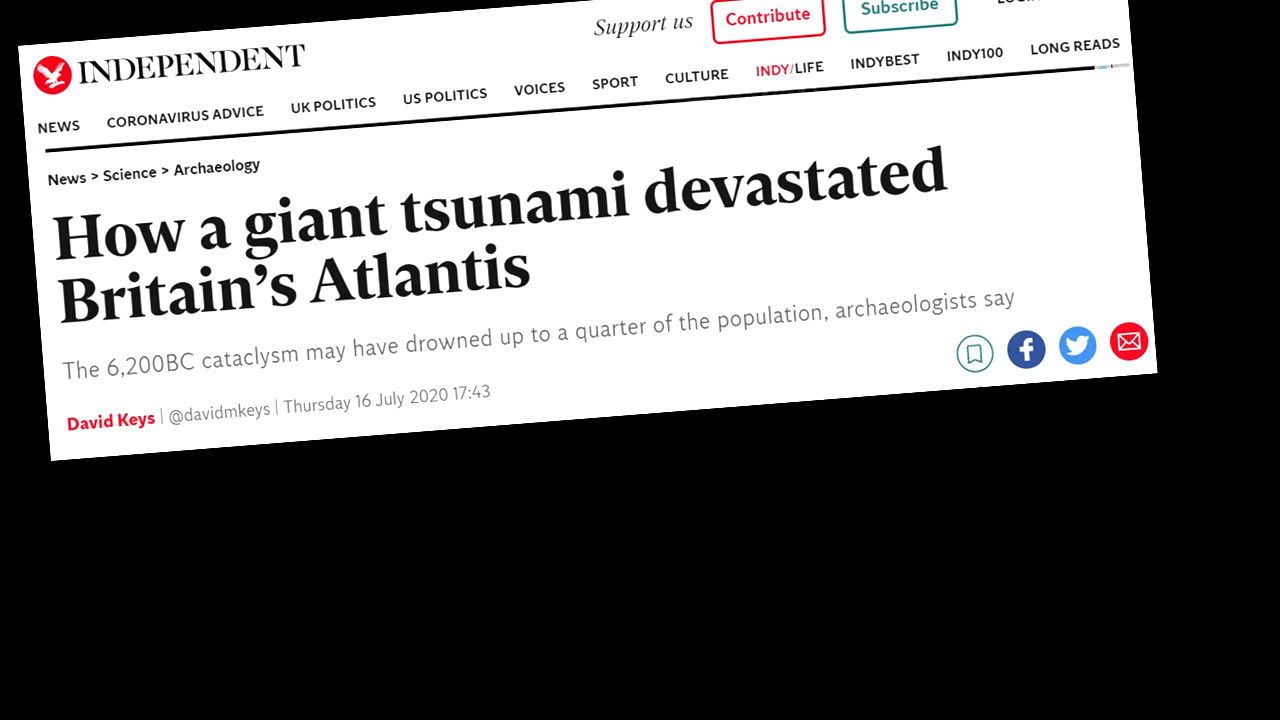 Support us
Contribute
Subscribe
INDEPENDENT
NEWS CORONAVIRUS ADVICE UK POLITICS US POLITICS VOICES SPORT CULTURE INDY/LIFE INDYBEST INDY100 LONG READS
News > Science > Archaeology
How a giant tsunami devastated
Britain’s Atlantis
The 6,200BC cataclysm may have drowned up to a quarter of the population, archaeologists say
David Keys | @davidmkeys | Thursday 16 July 2020 17:43